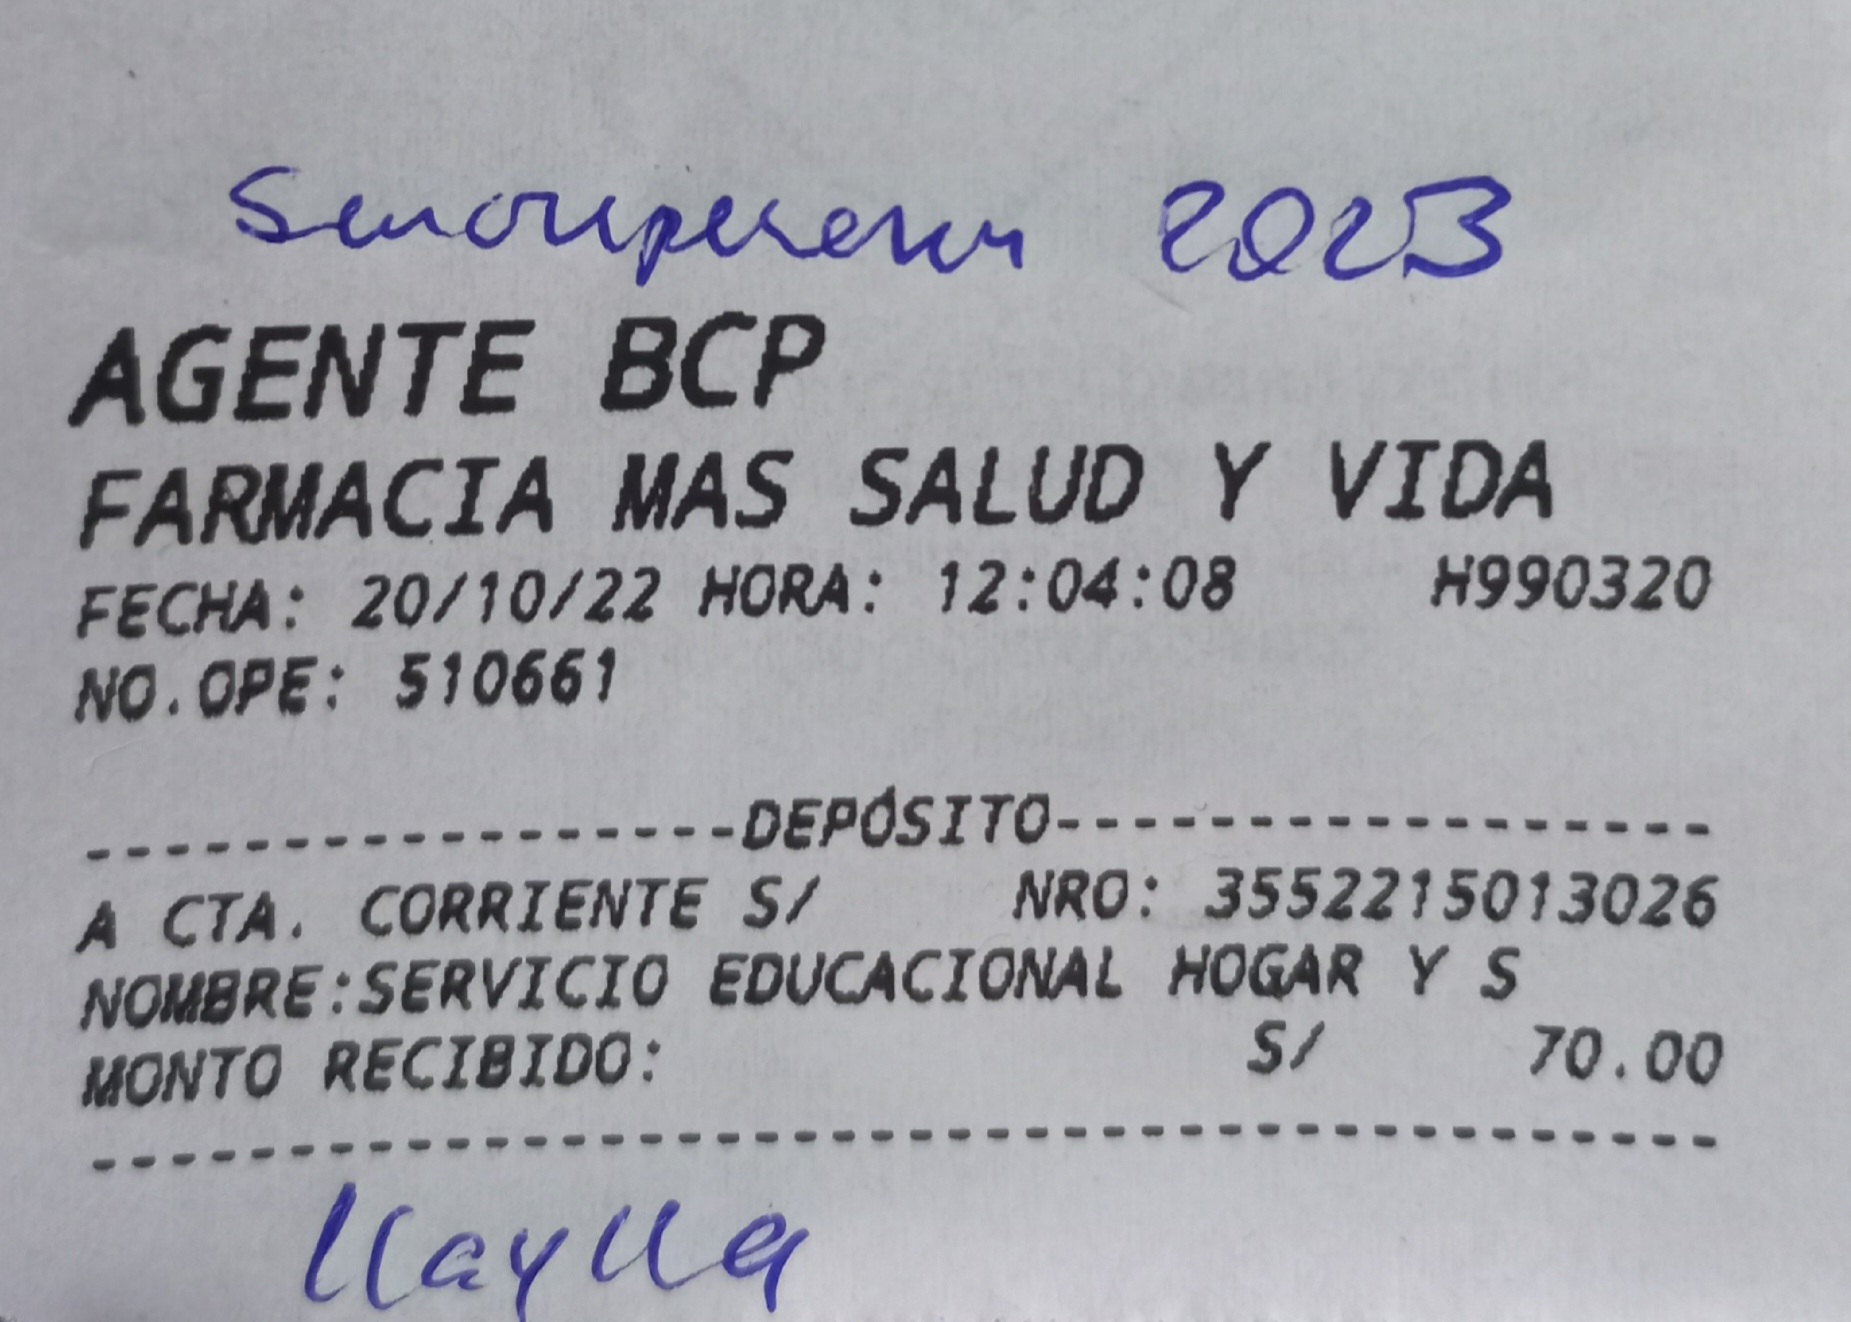 2023
AGENTE BCP
FARMACIA MAS SALUD Y VIDA
FECHA: 20/10/22 HORA: 12:04:08 H990320
NO.OPE: 510661
-----------------DEPÓSITO-----------------
A CTA. CORRIENTE S/ NRO: 3552215013026
NOMBRE:SERVICIO EDUCACIONAL HOGAR Y S
MONTO RECIBIDO: S/ 70.00
------------------------------------------
Llaylla